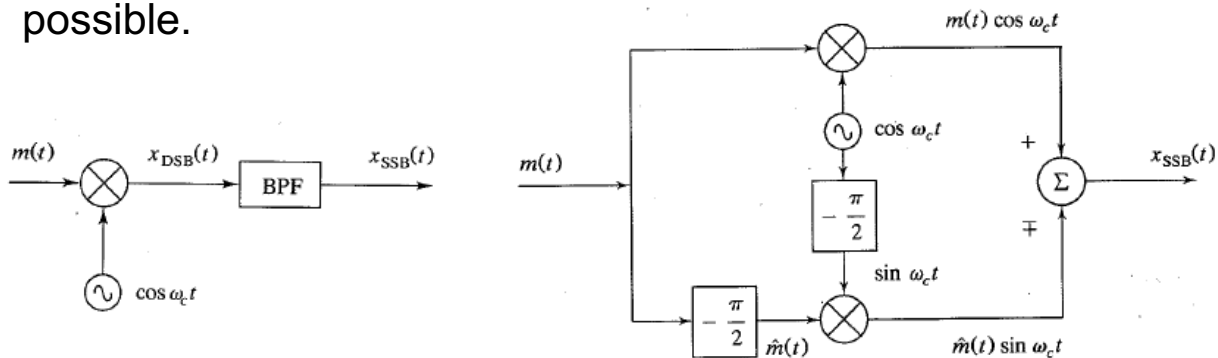 possible.
m(t)
x_DSB(t)
BPF
x_SSB(t)
cos ω_c t
m(t)
m(t) cos ω_c t
cos ω_c t
− π/2
sin ω_c t
− π/2
m̂(t)
m̂(t) sin ω_c t
+
Σ
∓
x_SSB(t)